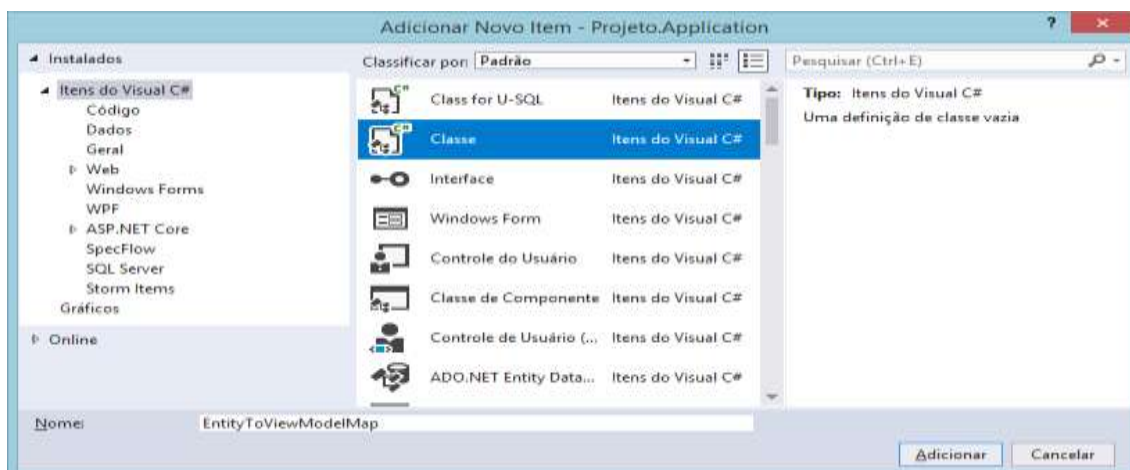 Adicionar Novo Item - Projeto.Application
?
Instalados
Itens do Visual C#
Código
Dados
Geral
Web
Windows Forms
WPF
ASP.NET Core
SpecFlow
SQL Server
Storm Items
Gráficos
Online
Classificar por: Padrão
Class for U-SQL Itens do Visual C#
Classe Itens do Visual C#
Interface Itens do Visual C#
Windows Form Itens do Visual C#
Controle do Usuário Itens do Visual C#
Classe de Componente Itens do Visual C#
Controle de Usuário (... Itens do Visual C#
ADO.NET Entity Data... Itens do Visual C#
Pesquisar (Ctrl+E)
Tipo: Itens do Visual C#
Uma definição de classe vazia
Nome: EntityToViewModelMap
Adicionar Cancelar